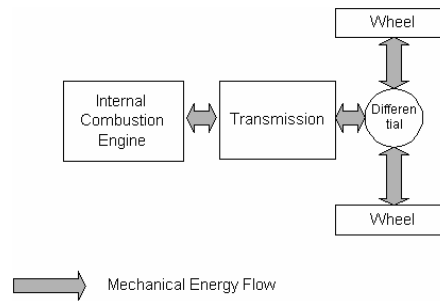 Wheel
Internal
Combustion
Engine
Transmission
Differen
tial
Wheel
Mechanical Energy Flow